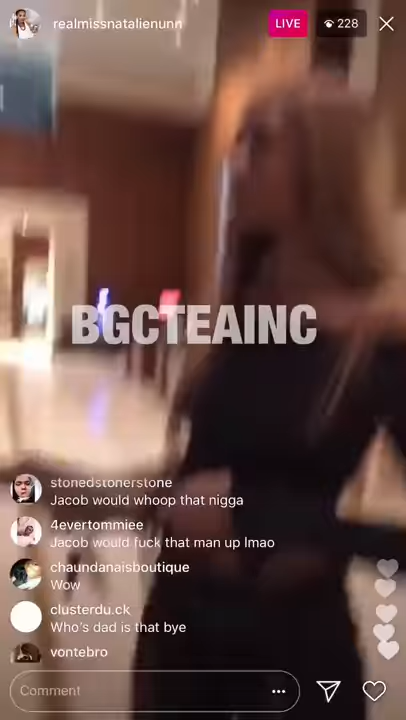 realmissnatalienunn
LIVE
228
BGCTEAINC
stonedstonerstone
Jacob would whoop that nigga
4evertommiee
Jacob would fuck that man up lmao
chaundanaisboutique
Wow
clusterdu.ck
Who's dad is that bye
vontebro
Comment